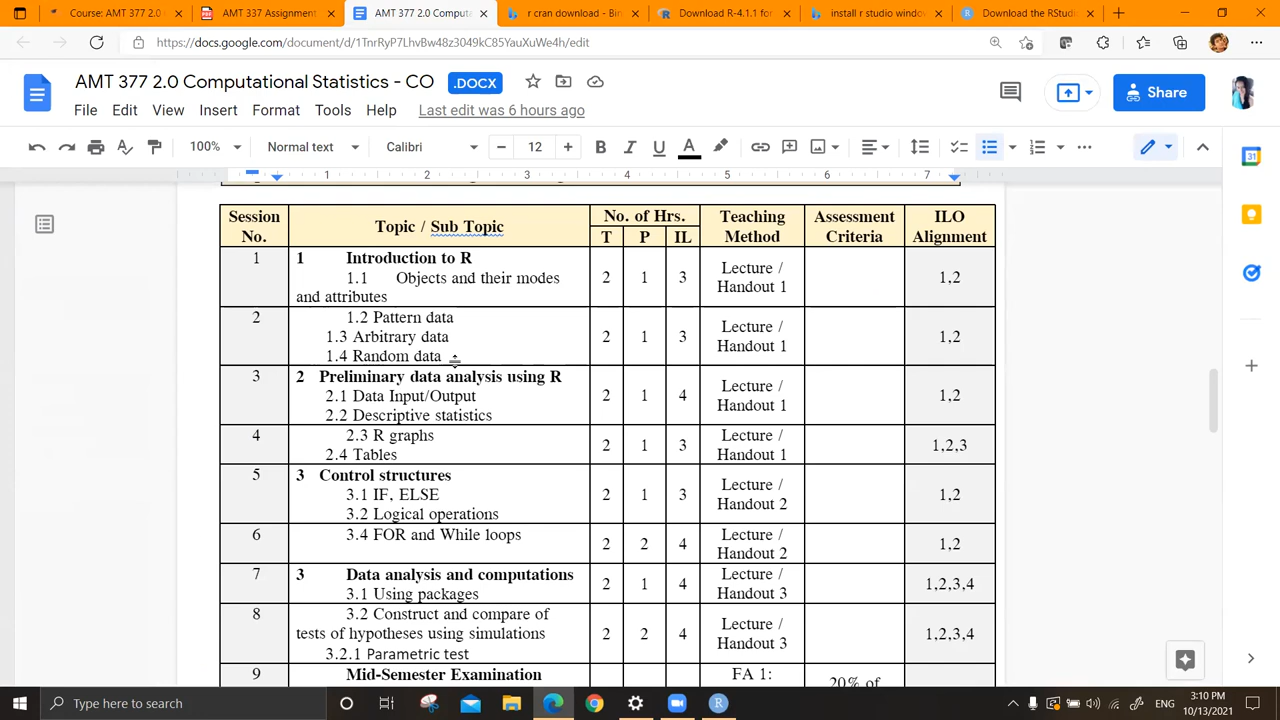 Course: AMT 377 2.0
AMT 337 Assignment
AMT 377 2.0 Computa
r cran download - Bin
Download R-4.1.1 for
install r studio window
Download the RStudi
https://docs.google.com/document/d/1TnrRyP7LhvBw48z3049kC85YauXuWe4h/edit
AMT 377 2.0 Computational Statistics - CO
.DOCX
File Edit View Insert Format Tools Help Last edit was 6 hours ago
Share
100% Normal text Calibri 12 B I U A
1 2 3 4 5 6 7
Session No. Topic / Sub Topic No. of Hrs. Teaching Method Assessment Criteria ILO Alignment
T P IL
1 1 Introduction to R
1.1 Objects and their modes
and attributes
2 1 3 Lecture / Handout 1 1,2
2 1.2 Pattern data
1.3 Arbitrary data
1.4 Random data
2 1 3 Lecture / Handout 1 1,2
3 2 Preliminary data analysis using R
2.1 Data Input/Output
2.2 Descriptive statistics
2 1 4 Lecture / Handout 1 1,2
4 2.3 R graphs
2.4 Tables
2 1 3 Lecture / Handout 1 1,2,3
5 3 Control structures
3.1 IF, ELSE
3.2 Logical operations
2 1 3 Lecture / Handout 2 1,2
6 3.4 FOR and While loops
2 2 4 Lecture / Handout 2 1,2
7 3 Data analysis and computations
3.1 Using packages
2 1 4 Lecture / Handout 3 1,2,3,4
8 3.2 Construct and compare of
tests of hypotheses using simulations
3.2.1 Parametric test
2 2 4 Lecture / Handout 3 1,2,3,4
9 Mid-Semester Examination FA 1: 20% of
Type here to search
ENG
3:10 PM
10/13/2021